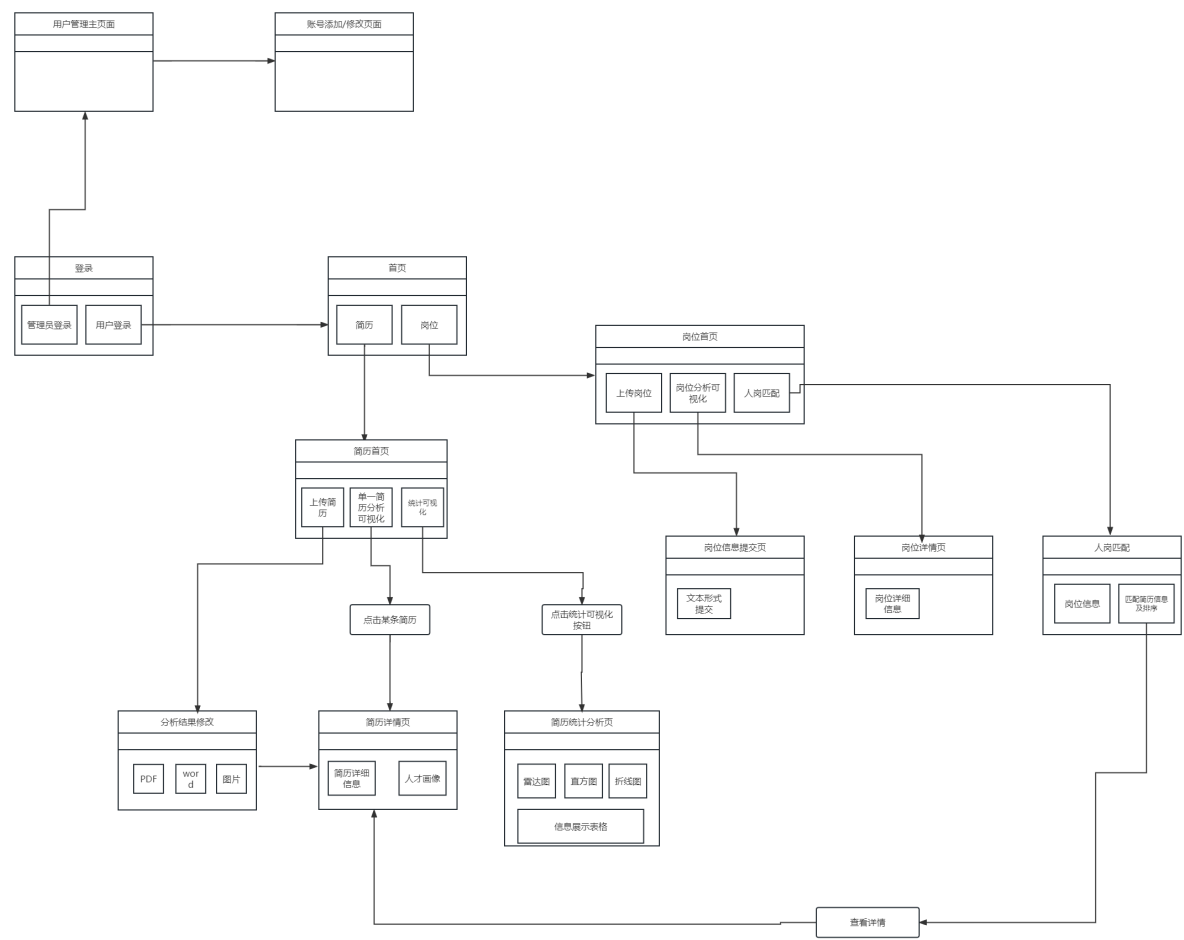 用户管理主页面
账号添加/修改页面
登录
管理员登录
用户登录
首页
简历
岗位
岗位首页
上传岗位
岗位分析可
视化
人岗匹配
简历首页
上传简
历
单一简
历分析
可视化
统计可视
化
岗位信息提交页
文本形式
提交
岗位详情页
岗位详细
信息
人岗匹配
岗位信息
匹配简历信息
及排序
点击某条简历
点击统计可视化
按钮
分析结果修改
PDF
wor
d
图片
简历详情页
简历详细
信息
人才画像
简历统计分析页
雷达图
直方图
折线图
信息展示表格
查看详情